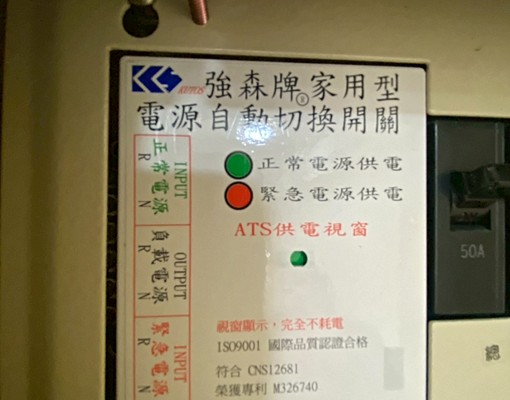 KUTOS 強森牌®家用型
電源自動切換開關
正常電源供電
緊急電源供電
ATS供電視窗
視窗顯示，完全不耗電
ISO9001 國際品質認證合格
符合 CNS12681
榮獲專利 M326740
INPUT
正常電源
R N
OUTPUT
負載電源
R N
INPUT
緊急電源
R N
50A
總